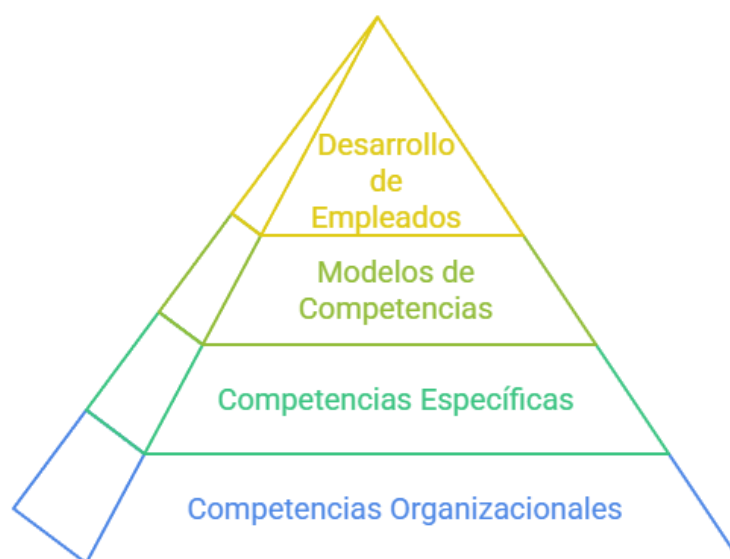 Desarrollo
de
Empleados
Modelos de
Competencias
Competencias Específicas
Competencias Organizacionales